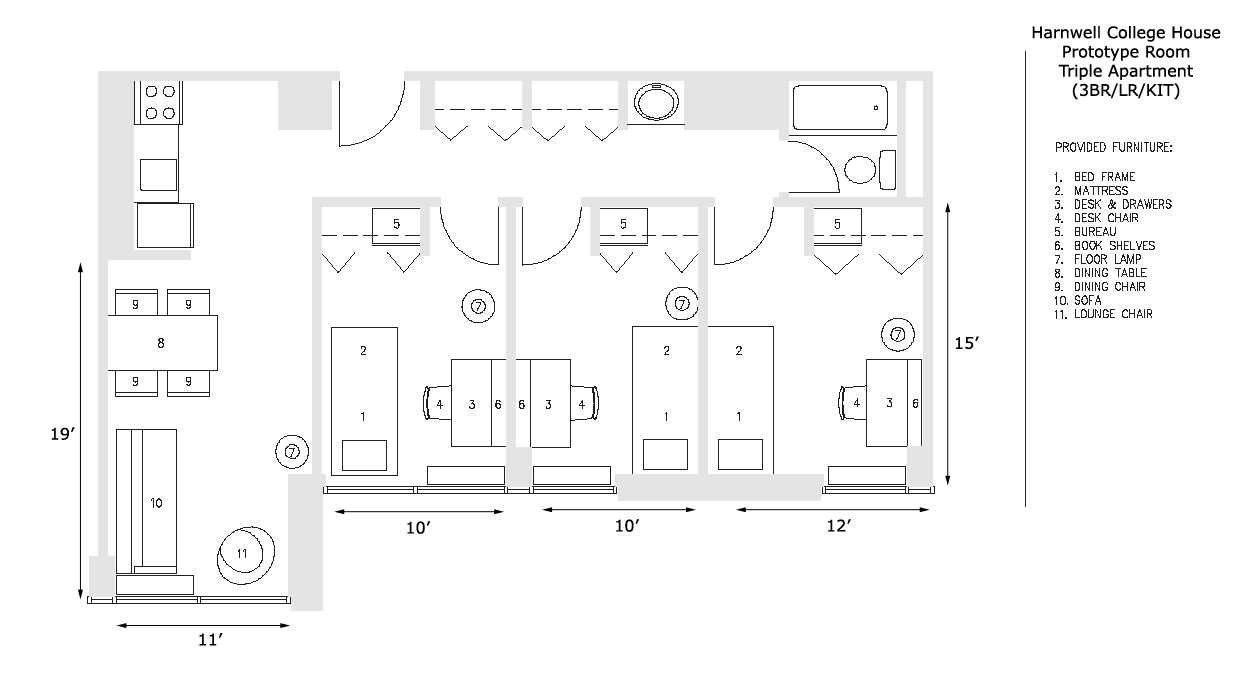 Harnwell College House
Prototype Room
Triple Apartment
(3BR/LR/KIT)
PROVIDED FURNITURE:
1. BED FRAME
2. MATTRESS
3. DESK & DRAWERS
4. DESK CHAIR
5. BUREAU
6. BOOK SHELVES
7. FLOOR LAMP
8. DINING TABLE
9. DINING CHAIR
10. SOFA
11. LOUNGE CHAIR
5 5 5
9 9
7 7 7
8
2 2 2
15’
9 9
4 3 6 6 3 4 4 3 6
1 1 1
19’
7
10
10’ 10’ 12’
11
11’